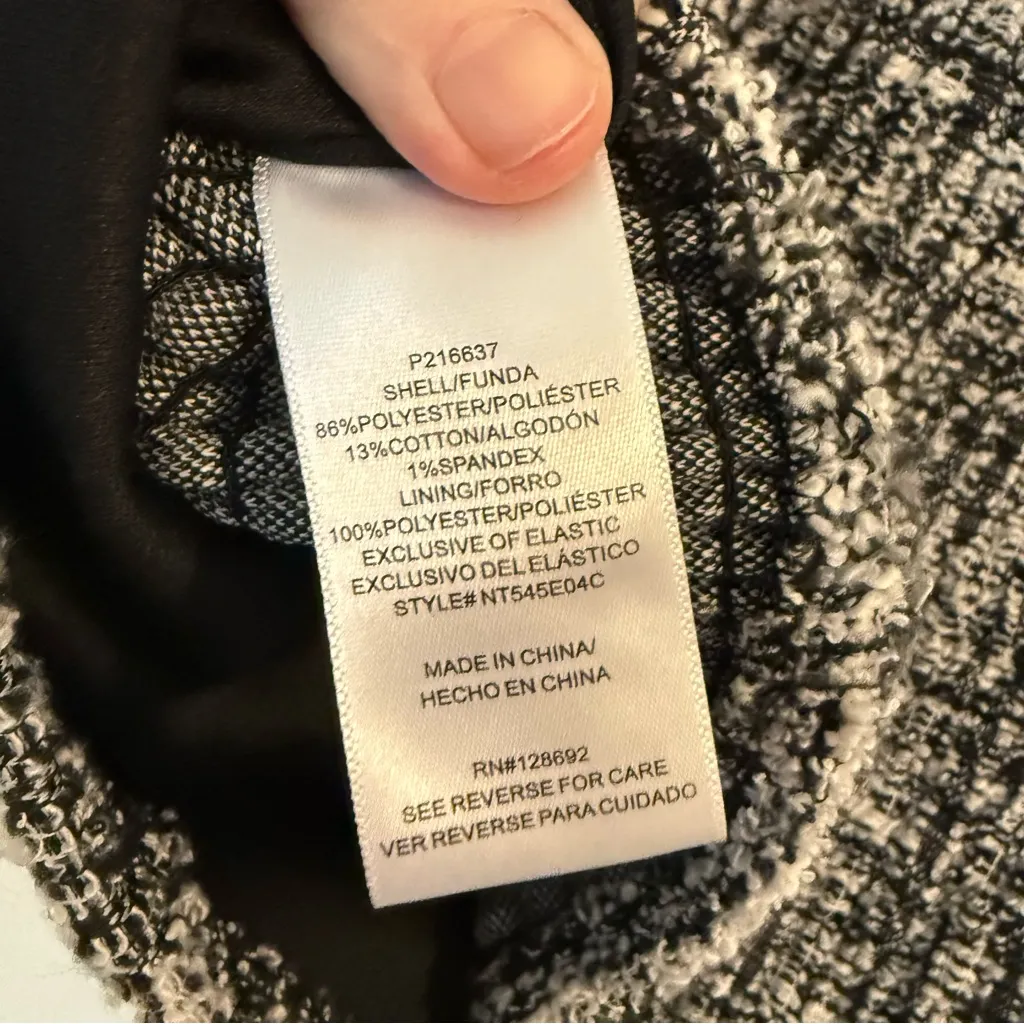 P216637
SHELL/FUNDA
86%POLYESTER/POLIÉSTER
13%COTTON/ALGODÓN
1%SPANDEX
LINING/FORRO
100%POLYESTER/POLIÉSTER
EXCLUSIVE OF ELASTIC
EXCLUSIVO DEL ELÁSTICO
STYLE# NT545E04C
MADE IN CHINA/
HECHO EN CHINA
RN#128692
SEE REVERSE FOR CARE
VER REVERSE PARA CUIDADO